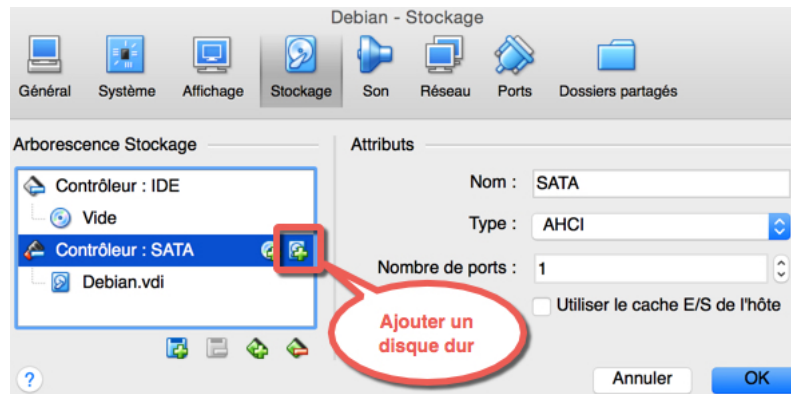 Debian - Stockage
Général Système Affichage Stockage Son Réseau Ports Dossiers partagés
Arborescence Stockage
Contrôleur : IDE
Vide
Contrôleur : SATA
Debian.vdi
Attributs
Nom : SATA
Type : AHCI
Nombre de ports : 1
Utiliser le cache E/S de l'hôte
Ajouter un
disque dur
?
Annuler OK